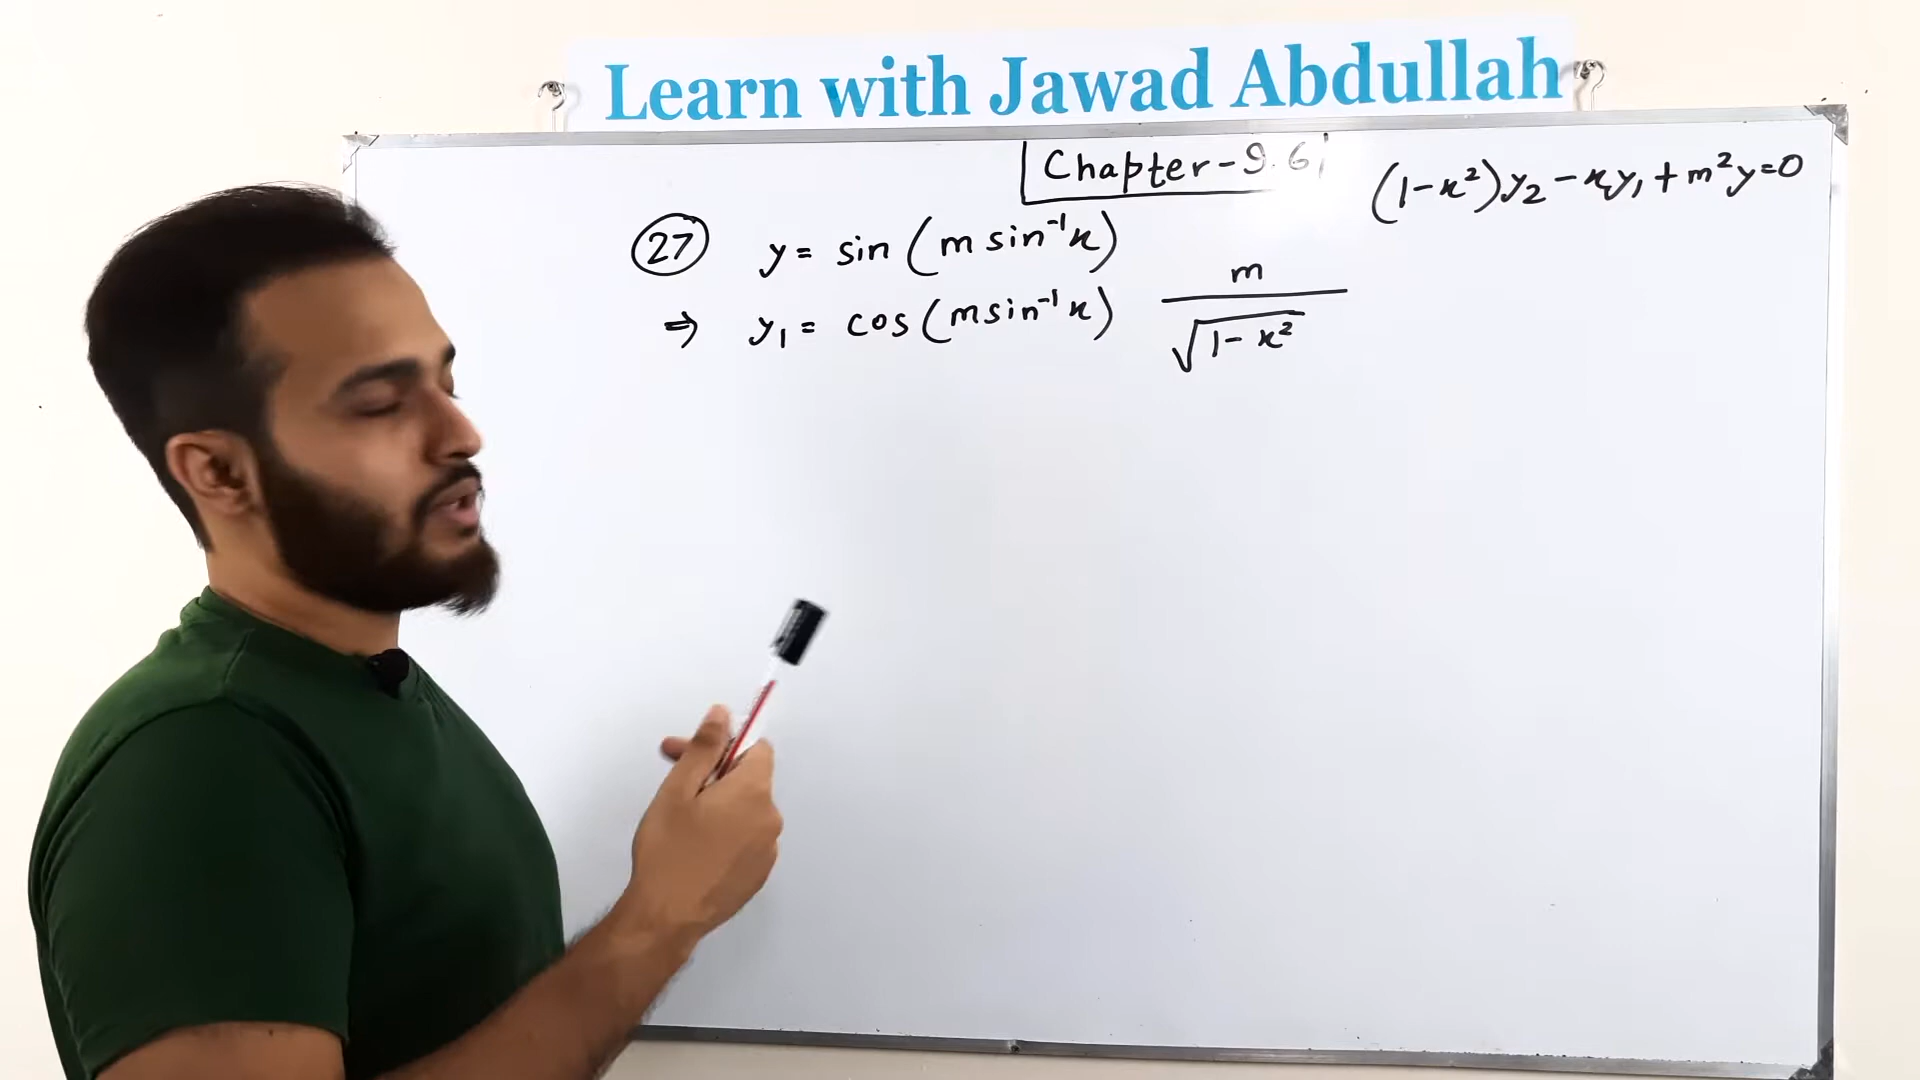 Learn with Jawad Abdullah
Chapter-9.6
(1-x²)y₂ - xy₁ + m²y=0
27 y = sin (m sin⁻¹x)
⇒ y₁ = cos (m sin⁻¹x) m/√(1-x²)